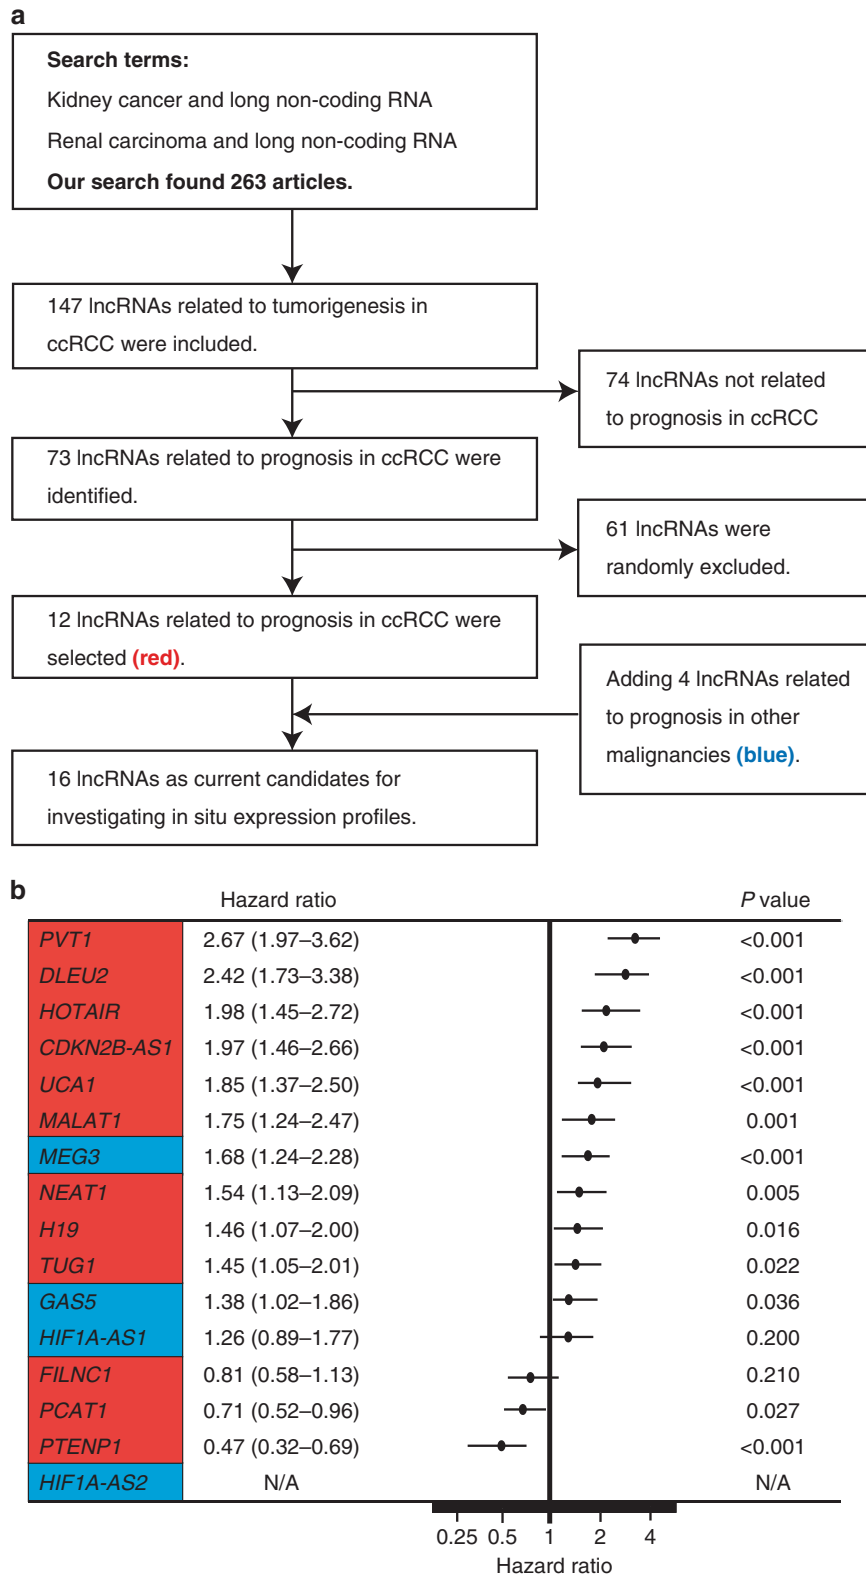 a
Search terms:
Kidney cancer and long non-coding RNA
Renal carcinoma and long non-coding RNA
Our search found 263 articles.
147 lncRNAs related to tumorigenesis in
ccRCC were included.
74 lncRNAs not related
to prognosis in ccRCC
73 lncRNAs related to prognosis in ccRCC were
identified.
61 lncRNAs were
randomly excluded.
12 lncRNAs related to prognosis in ccRCC were
selected (red).
Adding 4 lncRNAs related
to prognosis in other
malignancies (blue).
16 lncRNAs as current candidates for
investigating in situ expression profiles.
b
Hazard ratio P value
PVT1 2.67 (1.97–3.62) <0.001
DLEU2 2.42 (1.73–3.38) <0.001
HOTAIR 1.98 (1.45–2.72) <0.001
CDKN2B-AS1 1.97 (1.46–2.66) <0.001
UCA1 1.85 (1.37–2.50) <0.001
MALAT1 1.75 (1.24–2.47) 0.001
MEG3 1.68 (1.24–2.28) <0.001
NEAT1 1.54 (1.13–2.09) 0.005
H19 1.46 (1.07–2.00) 0.016
TUG1 1.45 (1.05–2.01) 0.022
GAS5 1.38 (1.02–1.86) 0.036
HIF1A-AS1 1.26 (0.89–1.77) 0.200
FILNC1 0.81 (0.58–1.13) 0.210
PCAT1 0.71 (0.52–0.96) 0.027
PTENP1 0.47 (0.32–0.69) <0.001
HIF1A-AS2 N/A N/A
0.25 0.5 1 2 4
Hazard ratio